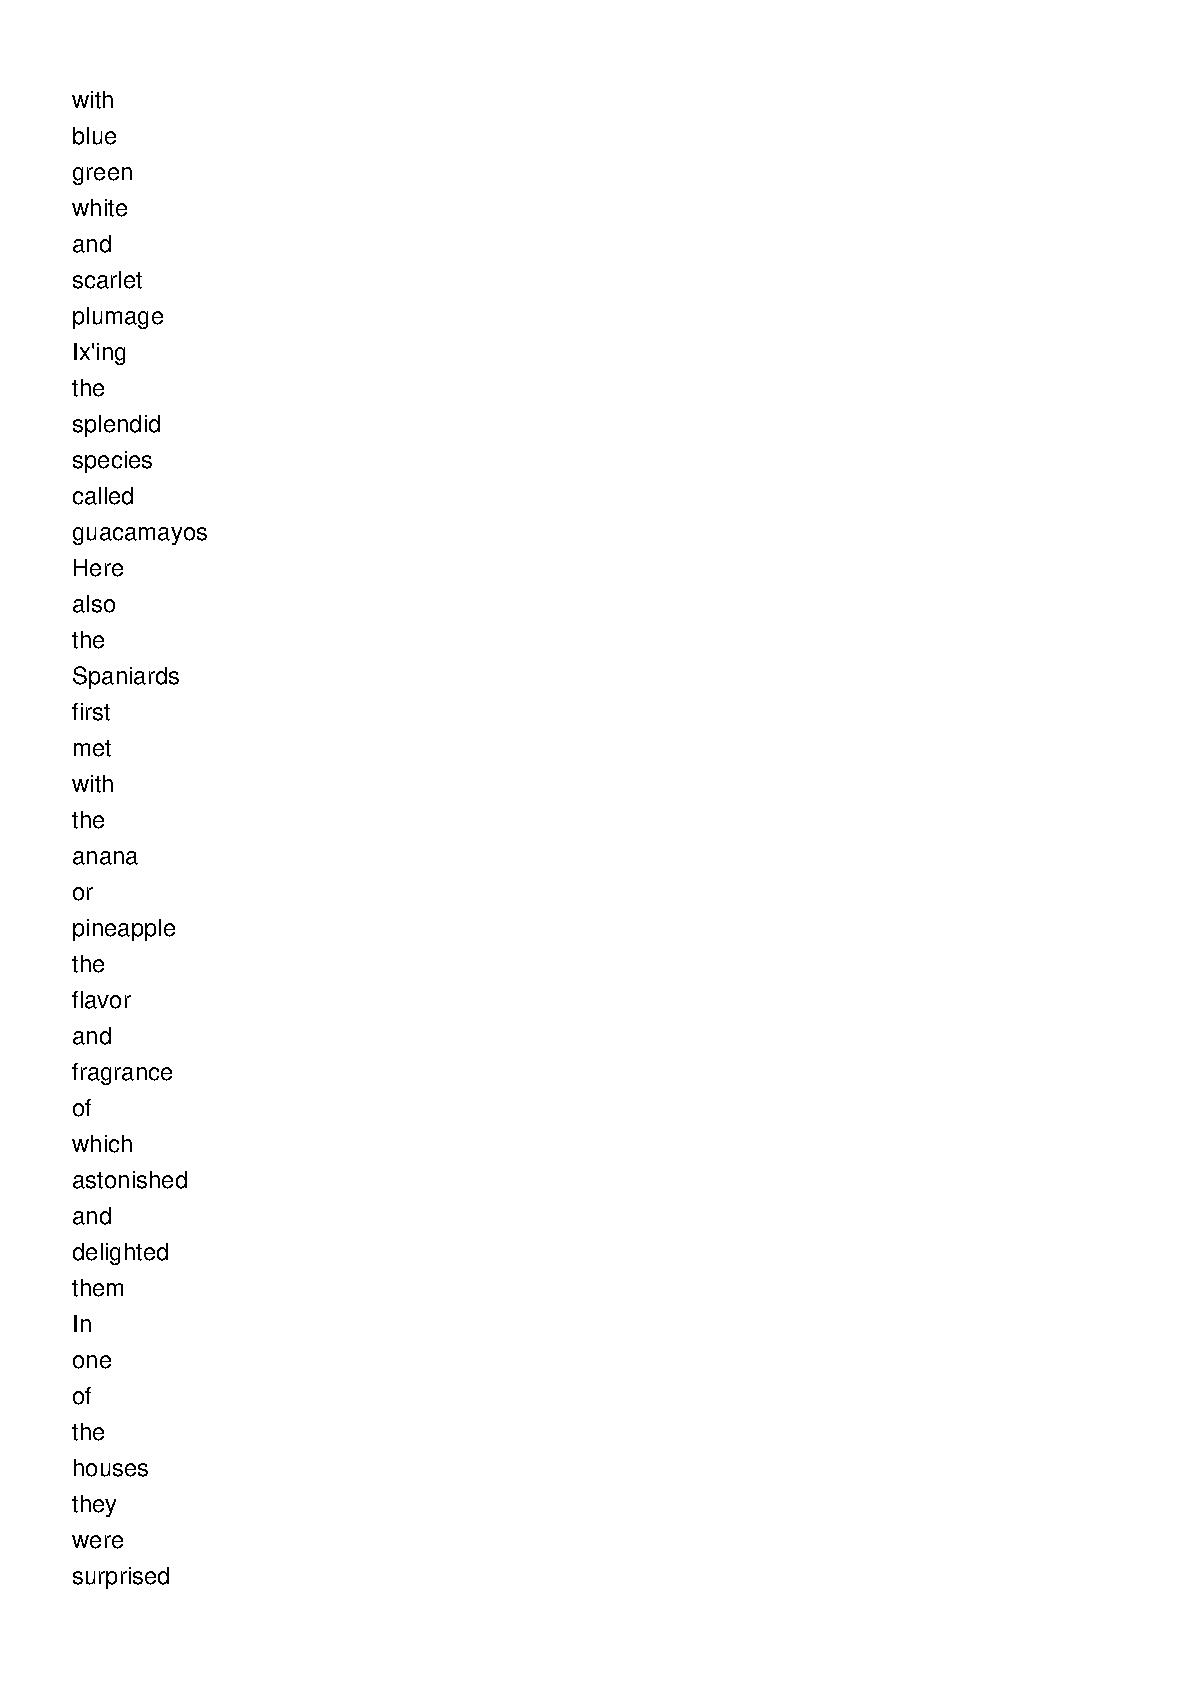 with
blue
green
white
and
scarlet
plumage
Ix'ing
the
splendid
species
called
guacamayos
Here
also
the
Spaniards
first
met
with
the
anana
or
pineapple
the
flavor
and
fragrance
of
which
astonished
and
delighted
them
In
one
of
the
houses
they
were
surprised